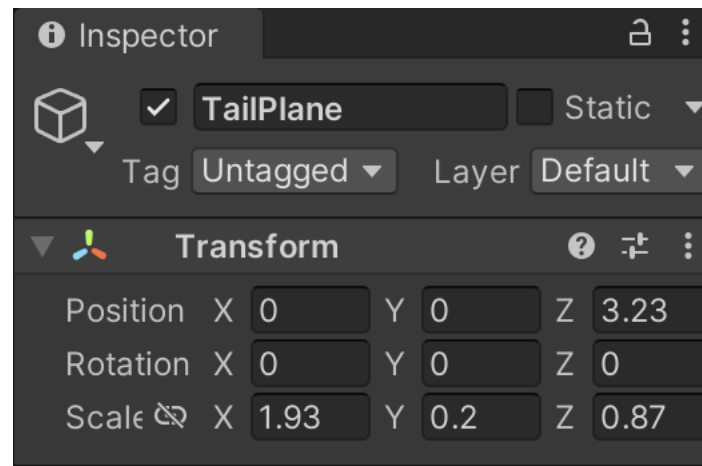 Inspector
TailPlane Static
Tag Untagged Layer Default
Transform
Position X 0 Y 0 Z 3.23
Rotation X 0 Y 0 Z 0
Scale X 1.93 Y 0.2 Z 0.87